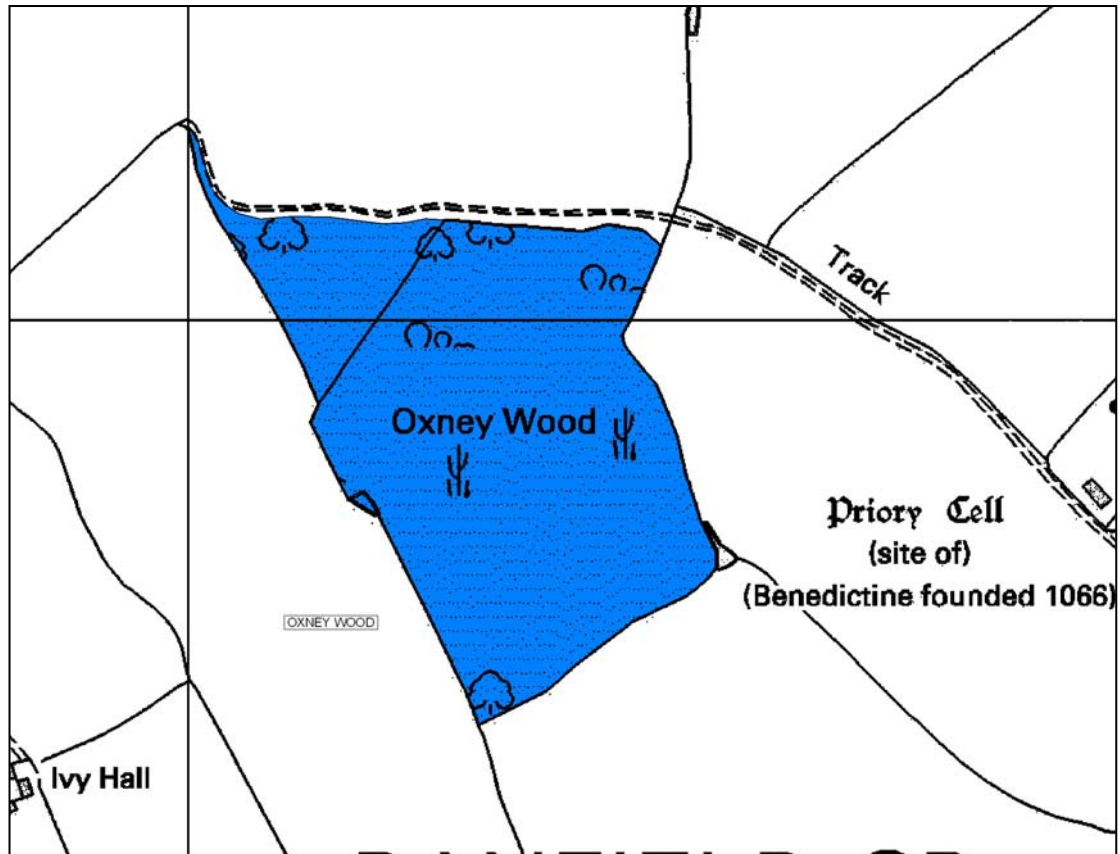 Track
Oxney Wood
Priory Cell
(site of)
(Benedictine founded 1066)
OXNEY WOOD
Ivy Hall